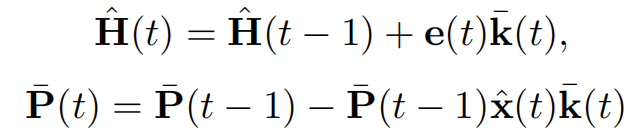 Ĥ(t) = Ĥ(t − 1) + e(t)k̄(t),
P̄(t) = P̄(t − 1) − P̄(t − 1)x̂(t)k̄(t)